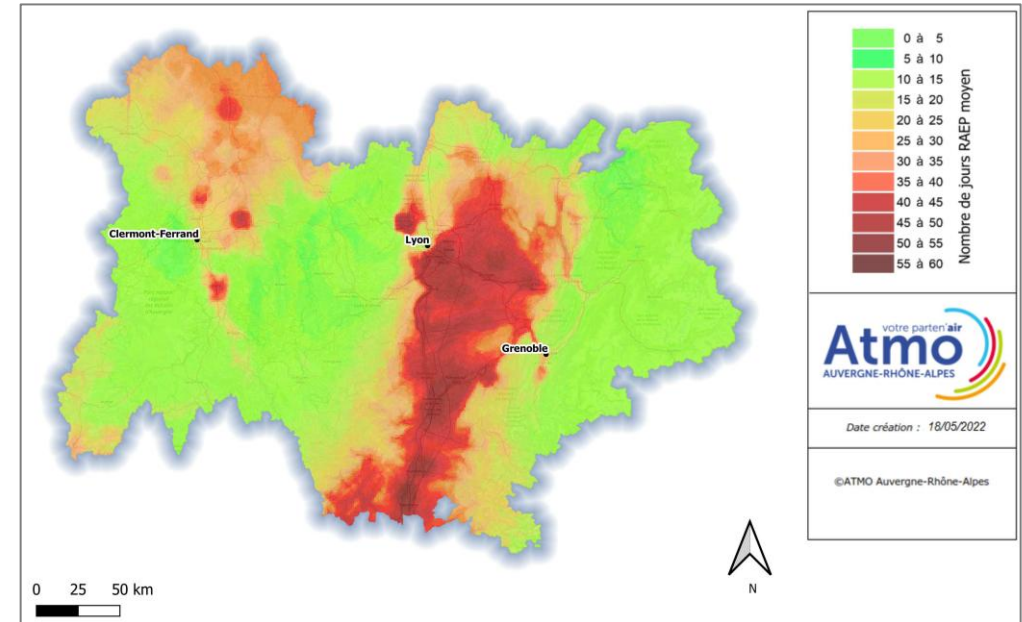 Clermont-Ferrand
Lyon
Grenoble
0 25 50 km
N
0 à 5
5 à 10
10 à 15
15 à 20
20 à 25
25 à 30
30 à 35
35 à 40
40 à 45
45 à 50
50 à 55
55 à 60
Nombre de jours RAEP moyen
votre parten'air
Atmo
AUVERGNE-RHÔNE-ALPES
Date création : 18/05/2022
©ATMO Auvergne-Rhône-Alpes